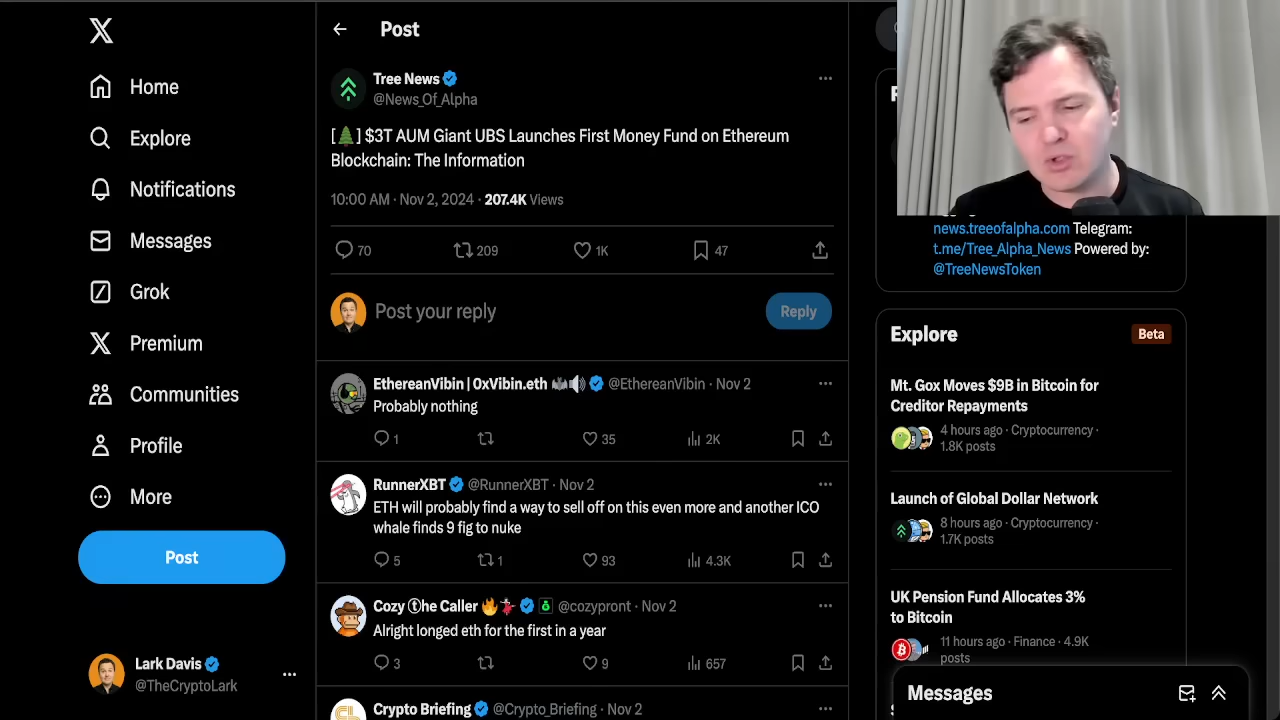 Home
Explore
Notifications
Messages
Grok
Premium
Communities
Profile
More
Post
Lark Davis
@TheCryptoLark
Post
Tree News
@News_Of_Alpha
[🌲] $3T AUM Giant UBS Launches First Money Fund on Ethereum
Blockchain: The Information
10:00 AM · Nov 2, 2024 · 207.4K Views
70 209 1K 47
Post your reply
Reply
EthereanVibin | 0xVibin.eth 🦇🔊 @EthereanVibin · Nov 2
Probably nothing
1 35 2K
RunnerXBT @RunnerXBT · Nov 2
ETH will probably find a way to sell off on this even more and another ICO
whale finds 9 fig to nuke
5 1 93 4.3K
Cozy ⓣhe Caller 🔥💃 @cozypront · Nov 2
Alright longed eth for the first in a year
3 9 657
Crypto Briefing @Crypto_Briefing · Nov 2
news.treeofalpha.com Telegram:
t.me/Tree_Alpha_News Powered by:
@TreeNewsToken
Explore
Beta
Mt. Gox Moves $9B in Bitcoin for
Creditor Repayments
4 hours ago · Cryptocurrency ·
1.8K posts
Launch of Global Dollar Network
8 hours ago · Cryptocurrency ·
1.7K posts
UK Pension Fund Allocates 3%
to Bitcoin
11 hours ago · Finance · 4.9K
posts
Messages